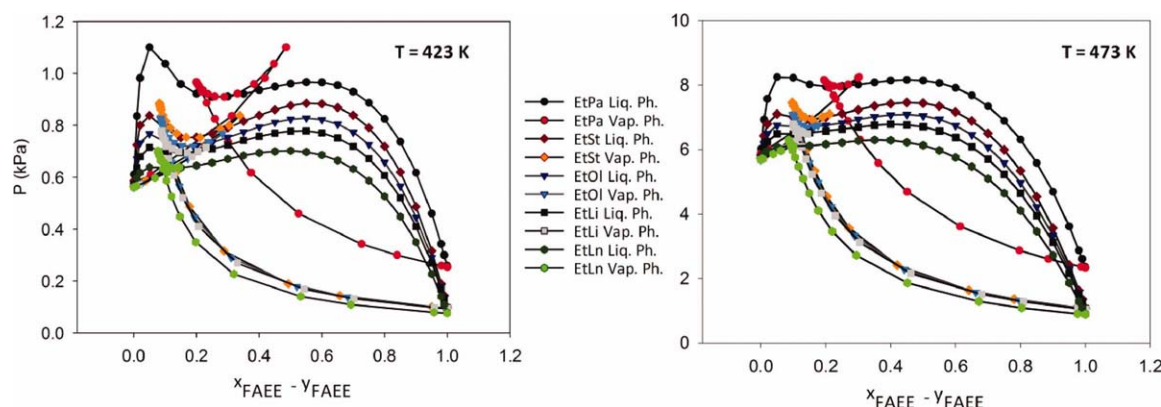 1.2
1.0
0.8
0.6
0.4
0.2
0.0
P (kPa)
T = 423 K
0.0 0.2 0.4 0.6 0.8 1.0 1.2
xFAEE - yFAEE
EtPa Liq. Ph.
EtPa Vap. Ph.
EtSt Liq. Ph.
EtSt Vap. Ph.
EtOl Liq. Ph.
EtOl Vap. Ph.
EtLi Liq. Ph.
EtLi Vap. Ph.
EtLn Liq. Ph.
EtLn Vap. Ph.
10
8
6
4
2
0
T = 473 K
0.0 0.2 0.4 0.6 0.8 1.0 1.2
xFAEE - yFAEE